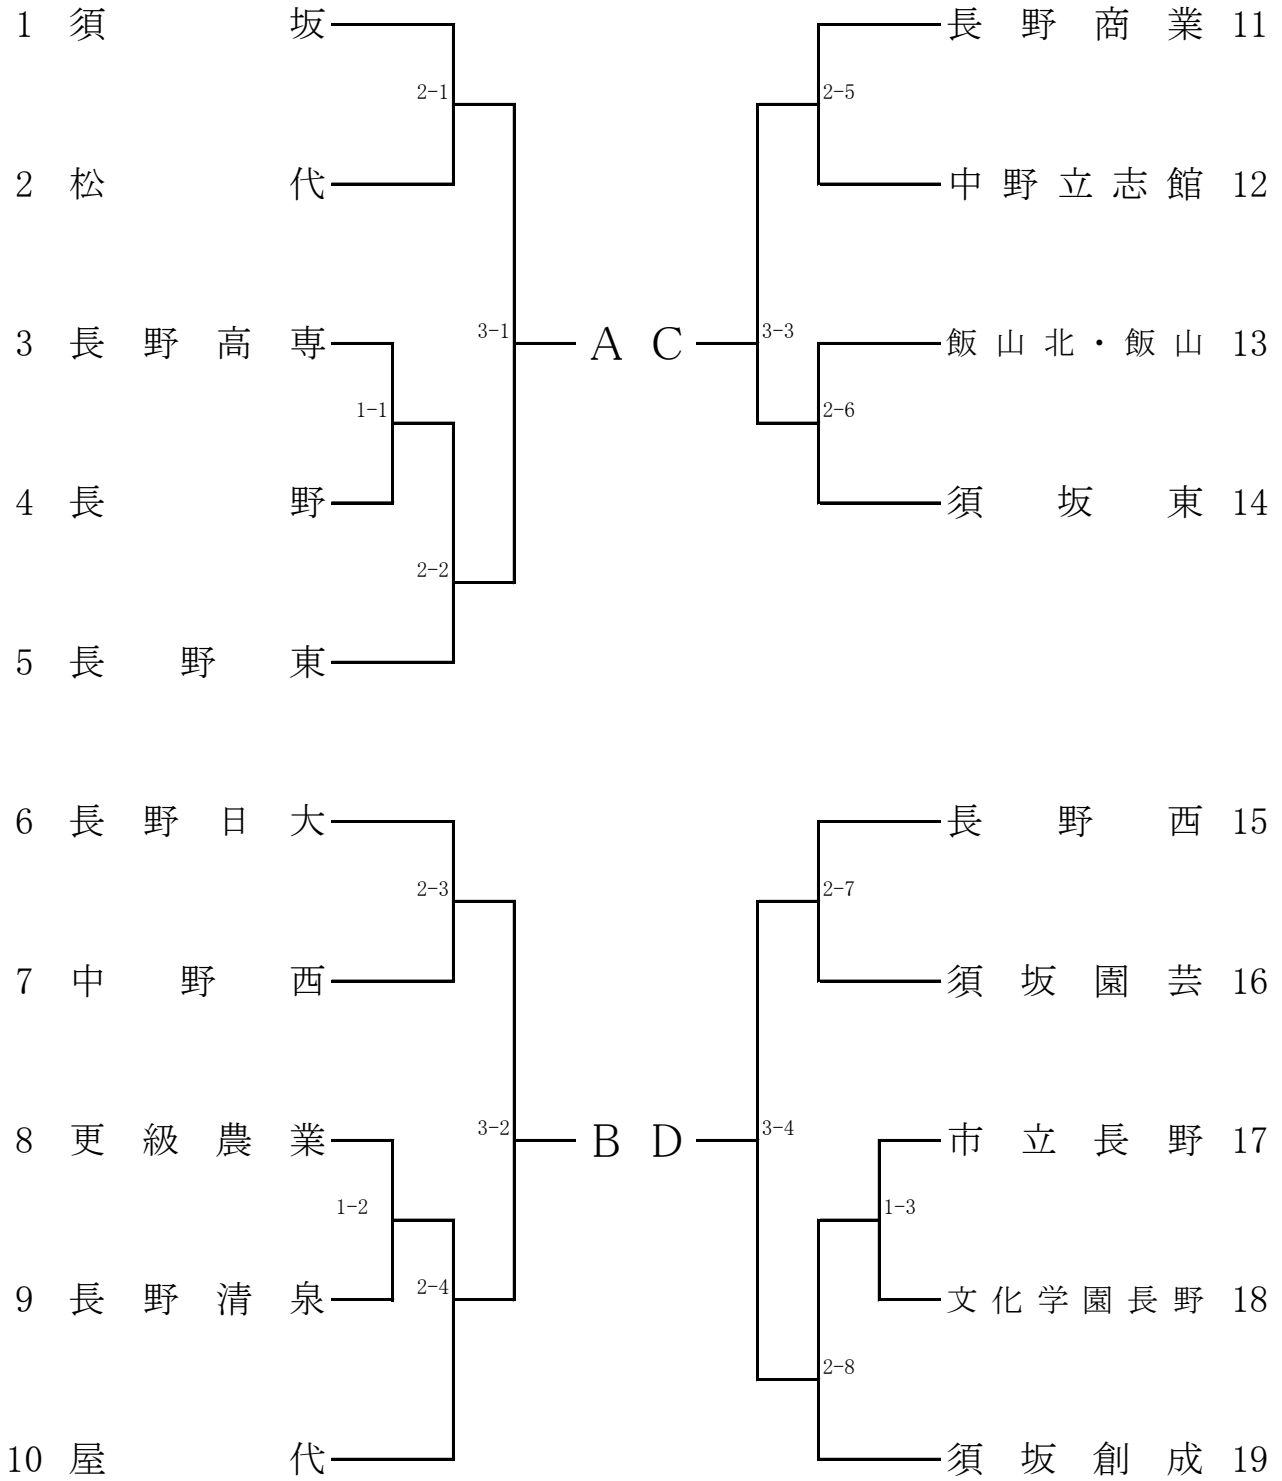 1 須坂
2-1
2 松代
3 長野高専
3-1
A
1-1
4 長野
2-2
5 長野東
6 長野日大
2-3
7 中野西
8 更級農業
3-2
B
1-2
9 長野清泉
2-4
10 屋代
長野商業 11
2-5
中野立志館 12
C
3-3
飯山北・飯山 13
2-6
須坂東 14
長野西 15
2-7
須坂園芸 16
D
3-4
市立長野 17
1-3
文化学園長野 18
2-8
須坂創成 19